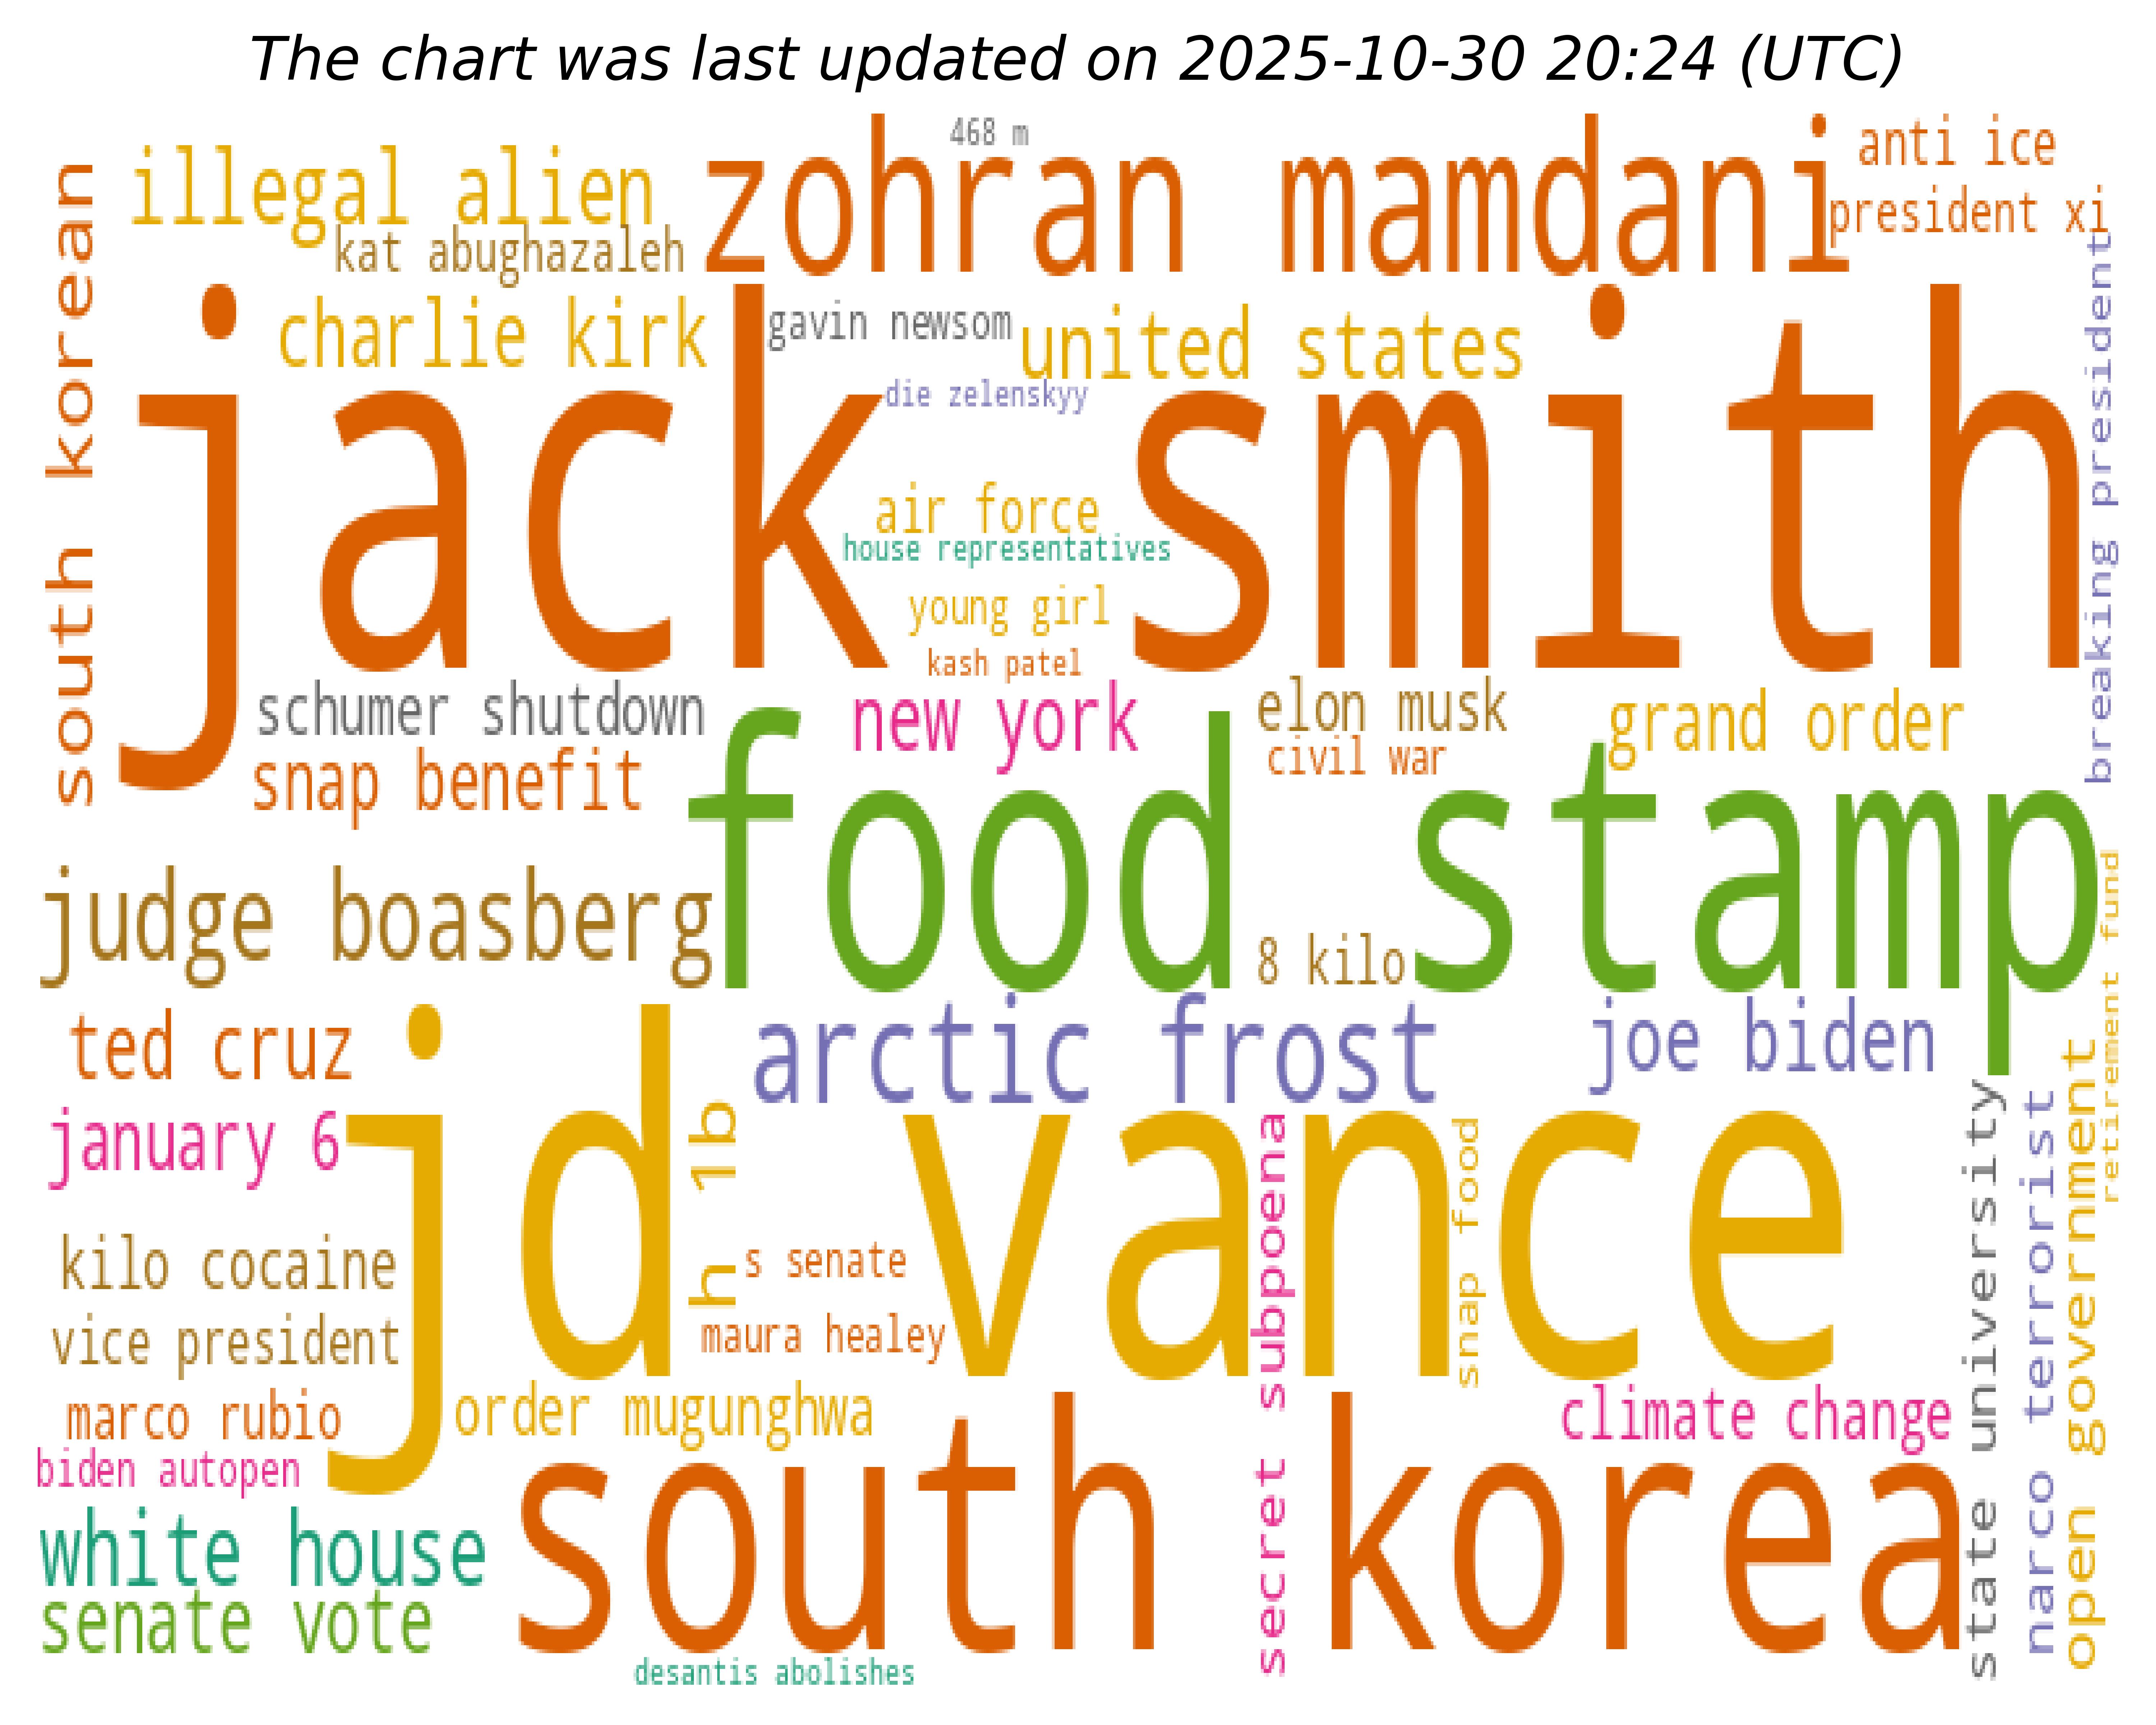 The chart was last updated on 2025-10-30 20:24 (UTC)
468 m
anti ice
illegal alien
zohran mamdani
president xi
kat abughazaleh
south korean
charlie kirk
gavin newsom
united states
breaking president
jack smith
die zelenskyy
air force
house representatives
young girl
kash patel
schumer shutdown
new york
elon musk
grand order
civil war
snap benefit
food stamp
judge boasberg
8 kilo
retirement fund
ted cruz
arctic frost
joe biden
january 6
jd vance
h 1b
secret subpoena
snap food
state university
narco terrorist
open government
kilo cocaine
s senate
vice president
maura healey
marco rubio
order mugunghwa
climate change
biden autopen
white house
south korea
senate vote
desantis abolishes